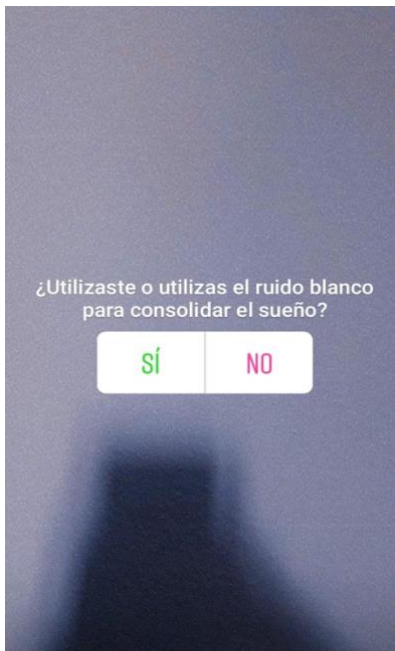 ¿Utilizaste o utilizas el ruido blanco
para consolidar el sueño?
SÍ
NO